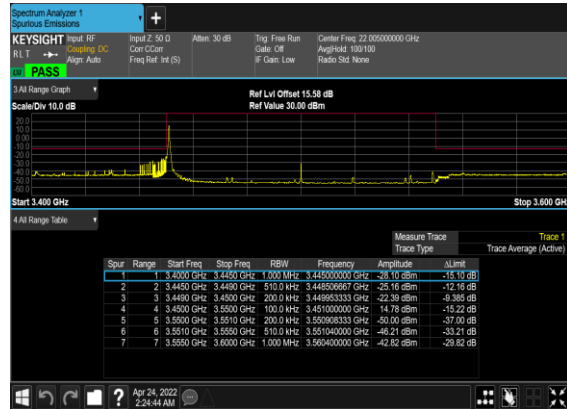 Spectrum Analyzer 1
Spurious Emissions
KEYSIGHT Input: RF Input Z: 50 Ω Atten: 30 dB Trig: Free Run Center Freq: 22.005000000 GHz
RLT Coupling: DC Corr CCorr Gate: Off Avg|Hold: 100/100
Align: Auto Freq Ref: Int (S) IF Gain: Low Radio Std: None
PASS
3 All Range Graph
Ref Lvl Offset 15.58 dB
Scale/Div 10.0 dB Ref Value 30.00 dBm
20.0
10.0
0.00
-10.0
-20.0
-30.0
-40.0
-50.0
-60.0
Start 3.400 GHz Stop 3.600 GH
4 All Range Table
Measure Trace Trace 1
Trace Type Trace Average (Active)
Spur Range Start Freq Stop Freq RBW Frequency Amplitude ΔLimit
1 1 3.4000 GHz 3.4450 GHz 1.000 MHz 3.445000000 GHz -28.10 dBm -15.10 dB
2 2 3.4450 GHz 3.4490 GHz 510.0 kHz 3.448506667 GHz -25.16 dBm -12.16 dB
3 3 3.4490 GHz 3.4500 GHz 200.0 kHz 3.449953333 GHz -22.39 dBm -9.385 dB
4 4 3.4500 GHz 3.5500 GHz 100.0 kHz 3.451000000 GHz 14.78 dBm -15.22 dB
5 5 3.5500 GHz 3.5510 GHz 200.0 kHz 3.550908333 GHz -50.00 dBm -37.00 dB
6 6 3.5510 GHz 3.5550 GHz 510.0 kHz 3.551040000 GHz -46.21 dBm -33.21 dB
7 7 3.5550 GHz 3.6000 GHz 1.000 MHz 3.560400000 GHz -42.82 dBm -29.82 dB
? Apr 24, 2022
2:24:44 AM